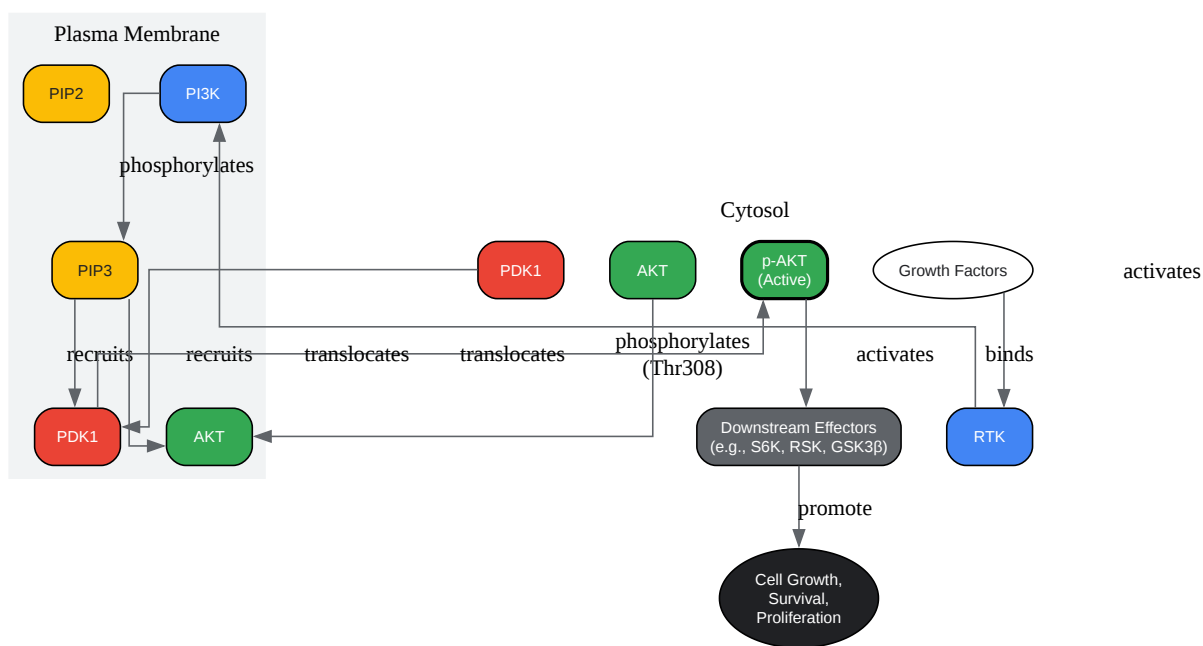 Plasma Membrane
PIP2
PI3K
phosphorylates
Cytosol
PIP3
PDK1
AKT
p-AKT
(Active)
Growth Factors
activates
recruits
recruits
translocates
translocates
phosphorylates
(Thr308)
activates
binds
PDK1
AKT
Downstream Effectors
(e.g., S6K, RSK, GSK3β)
RTK
promote
Cell Growth,
Survival,
Proliferation